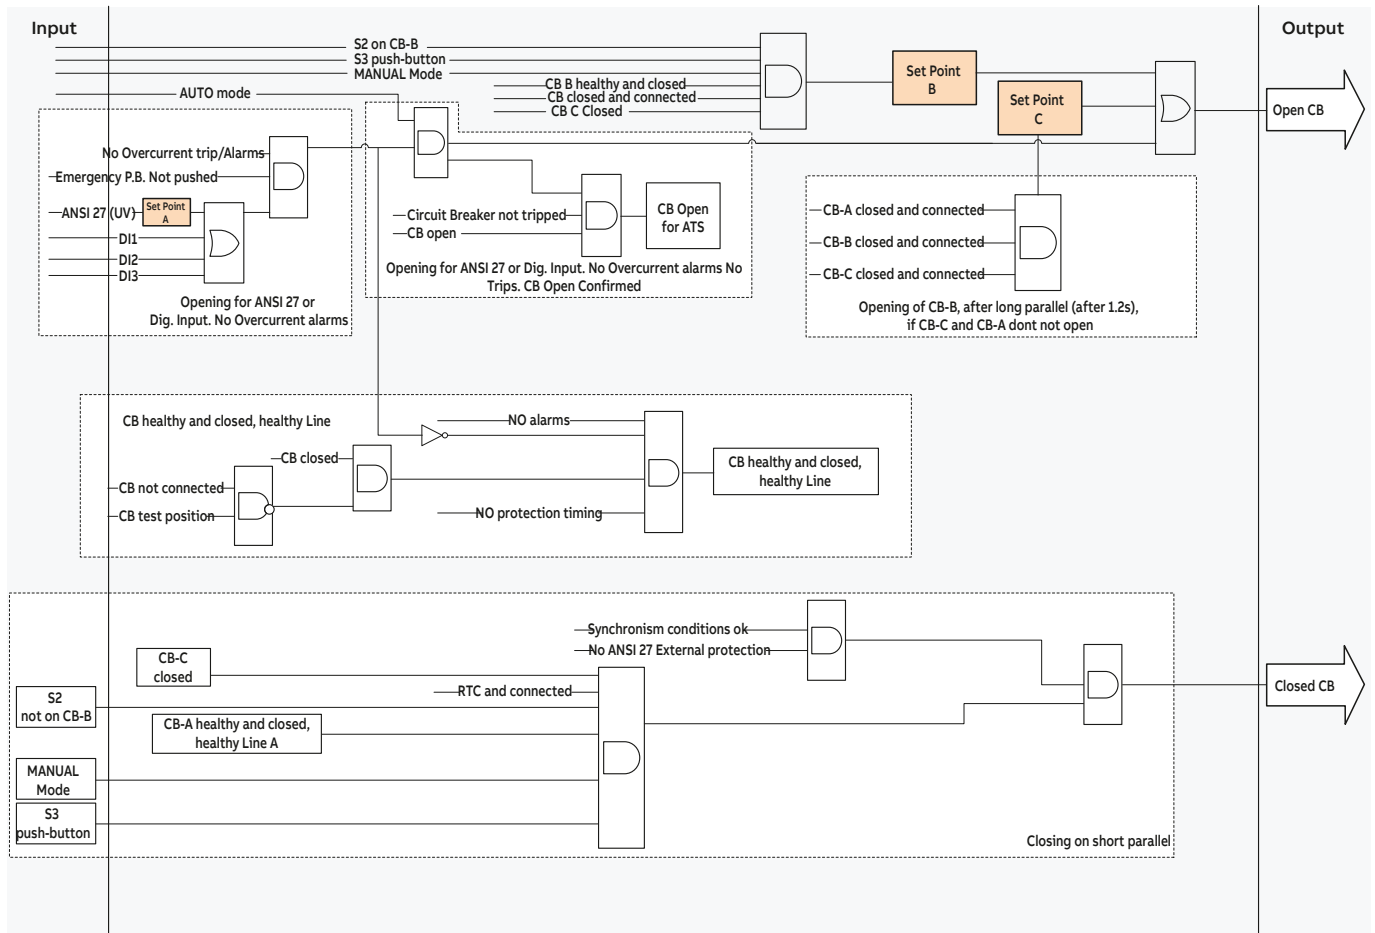 Input
Output
S2 on CB-B
S3 push-button
MANUAL Mode
AUTO mode
CB B healthy and closed
CB closed and connected
CB C Closed
Set Point
B
Set Point
C
Open CB
No Overcurrent trip/Alarms
Emergency P.B. Not pushed
ANSI 27 (UV)
Set Point
A
DI1
DI2
DI3
Opening for ANSI 27 or
Dig. Input. No Overcurrent alarms
Circuit Breaker not tripped
CB open
CB Open
for ATS
Opening for ANSI 27 or Dig. Input. No Overcurrent alarms No
Trips. CB Open Confirmed
CB-A closed and connected
CB-B closed and connected
CB-C closed and connected
Opening of CB-B, after long parallel (after 1.2s),
if CB-C and CB-A dont not open
CB healthy and closed, healthy Line
NO alarms
CB closed
CB not connected
CB test position
NO protection timing
CB healthy and closed,
healthy Line
Synchronism conditions ok
No ANSI 27 External protection
CB-C
closed
RTC and connected
S2
not on CB-B
CB-A healthy and closed,
healthy Line A
MANUAL
Mode
S3
push-button
Closed CB
Closing on short parallel